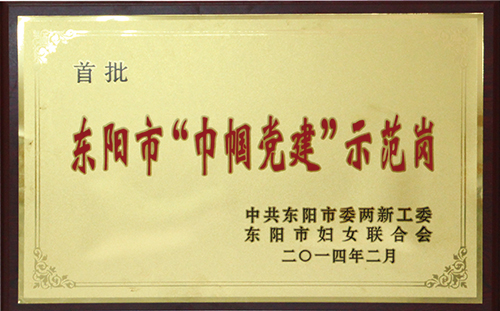 首批
东阳市“巾帼党建”示范岗
中共东阳市委两新工委
东阳市妇女联合会
二〇一四年二月